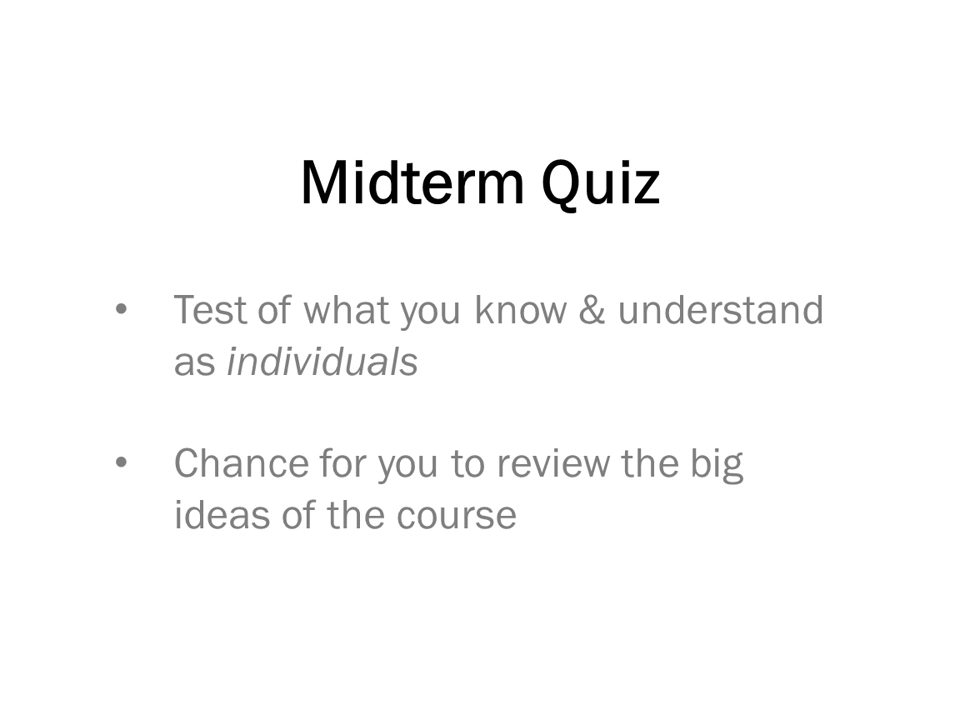 Midterm Quiz
• Test of what you know & understand
as individuals
• Chance for you to review the big
ideas of the course